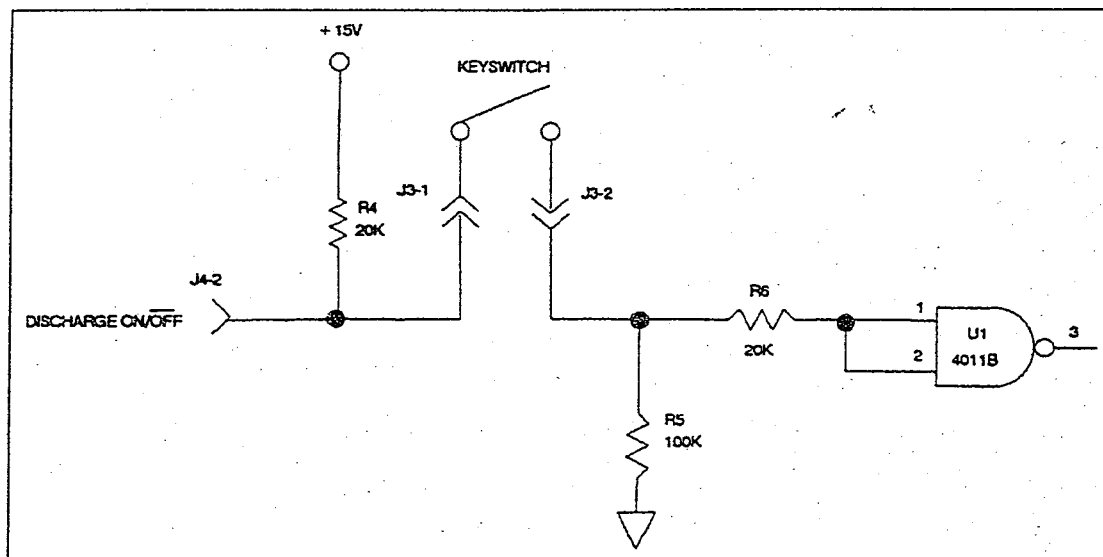 + 15V
KEYSWITCH
J3-1
J3-2
R4
20K
J4-2
DISCHARGE ON/OFF
R6
20K
1
2
U1
4011B
3
R5
100K